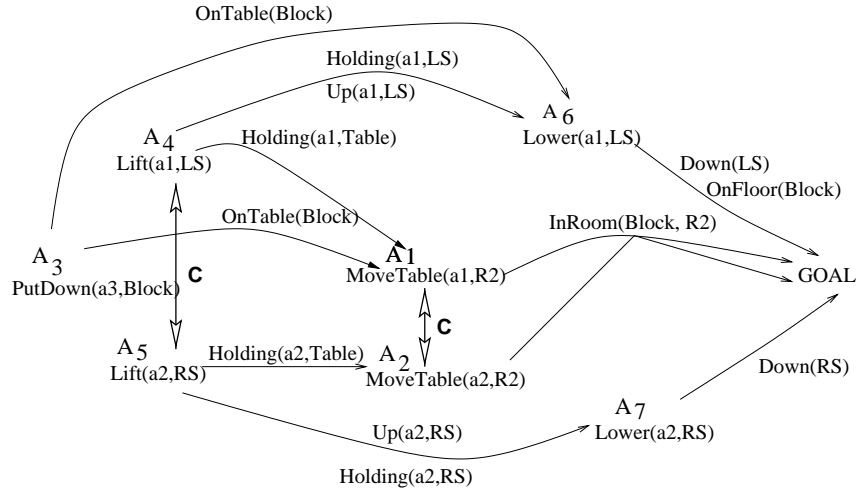 OnTable(Block)
Holding(a1,LS)
Up(a1,LS)
A6
Lower(a1,LS)
A4
Lift(a1,LS)
Holding(a1,Table)
Down(LS)
OnFloor(Block)
OnTable(Block)
InRoom(Block, R2)
A3
PutDown(a3,Block)
C
A1
MoveTable(a1,R2)
GOAL
C
A5
Lift(a2,RS)
Holding(a2,Table)
A2
MoveTable(a2,R2)
Down(RS)
A7
Lower(a2,RS)
Up(a2,RS)
Holding(a2,RS)